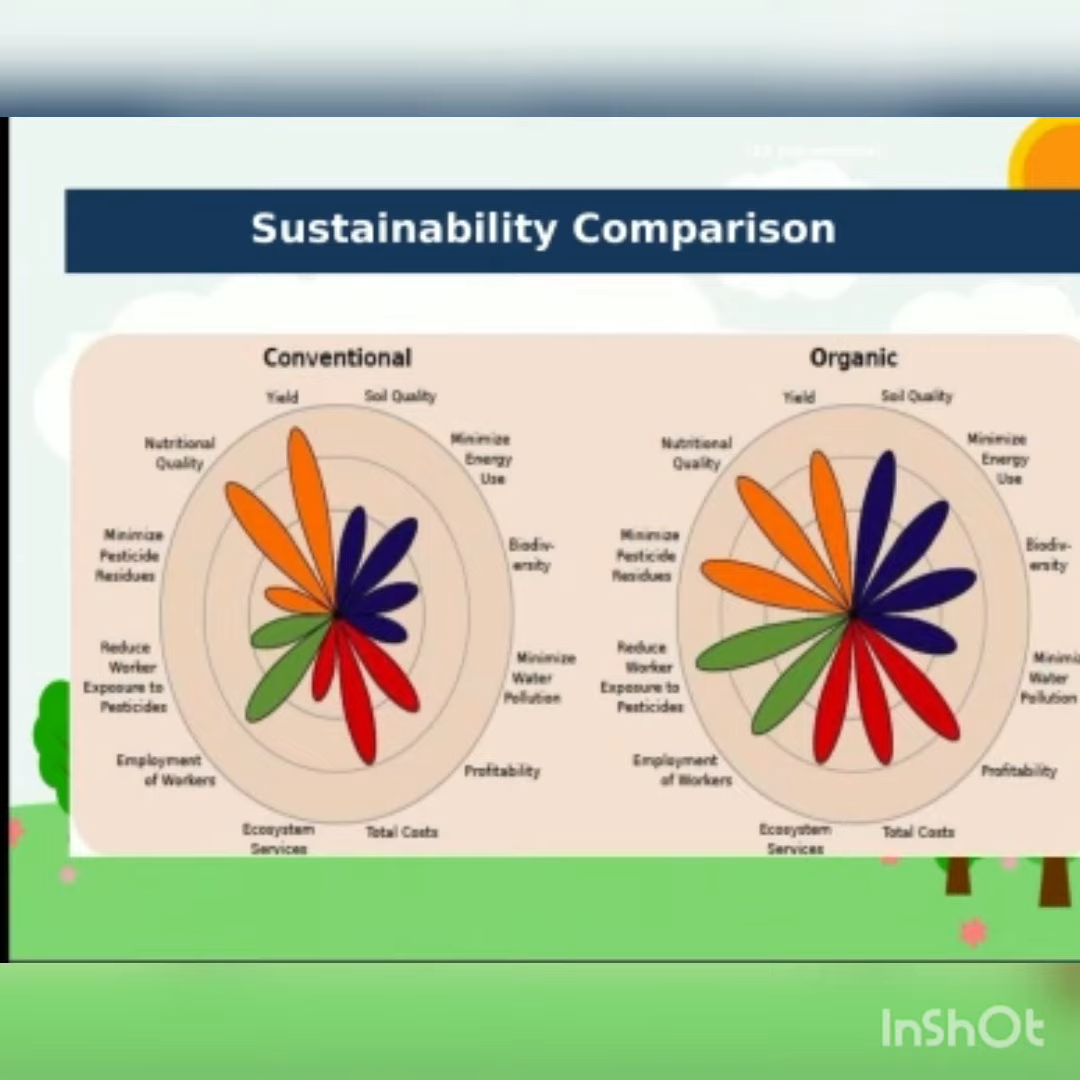 Sustainability Comparison
Conventional
Yield
Soil Quality
Nutritional
Quality
Minimize
Energy
Use
Minimize
Pesticide
Residues
Biodiv-
ersity
Reduce
Worker
Exposure to
Pesticides
Minimize
Water
Pollution
Employment
of Workers
Profitability
Ecosystem
Services
Total Costs
Organic
Yield
Soil Quality
Nutritional
Quality
Minimize
Energy
Use
Minimize
Pesticide
Residues
Biodiv-
ersity
Reduce
Worker
Exposure to
Pesticides
Minimiz
Water
Pollution
Employment
of Workers
Profitability
Ecosystem
Services
Total Costs
InShOt